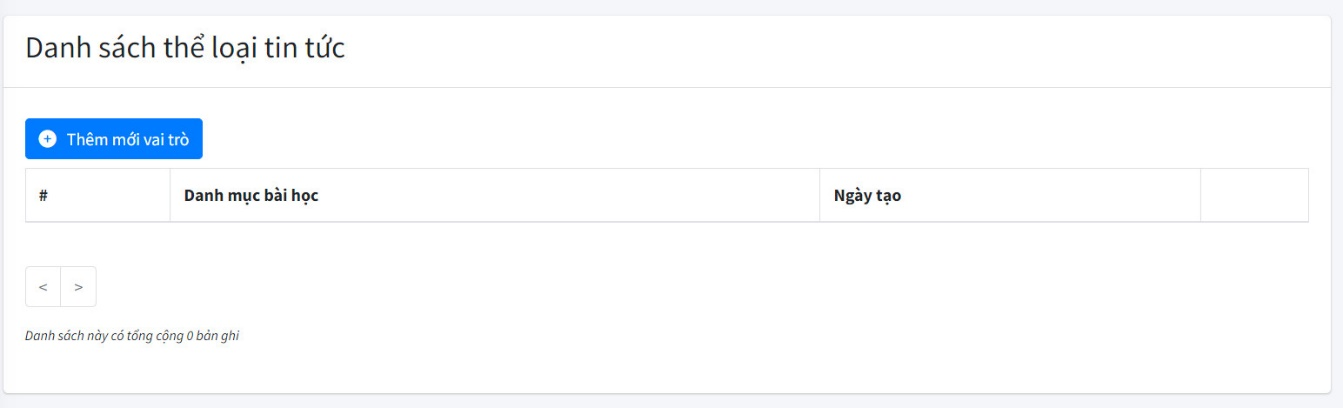 Danh sách thể loại tin tức
Thêm mới vai trò
# Danh mục bài học Ngày tạo
< >
Danh sách này có tổng cộng 0 bản ghi